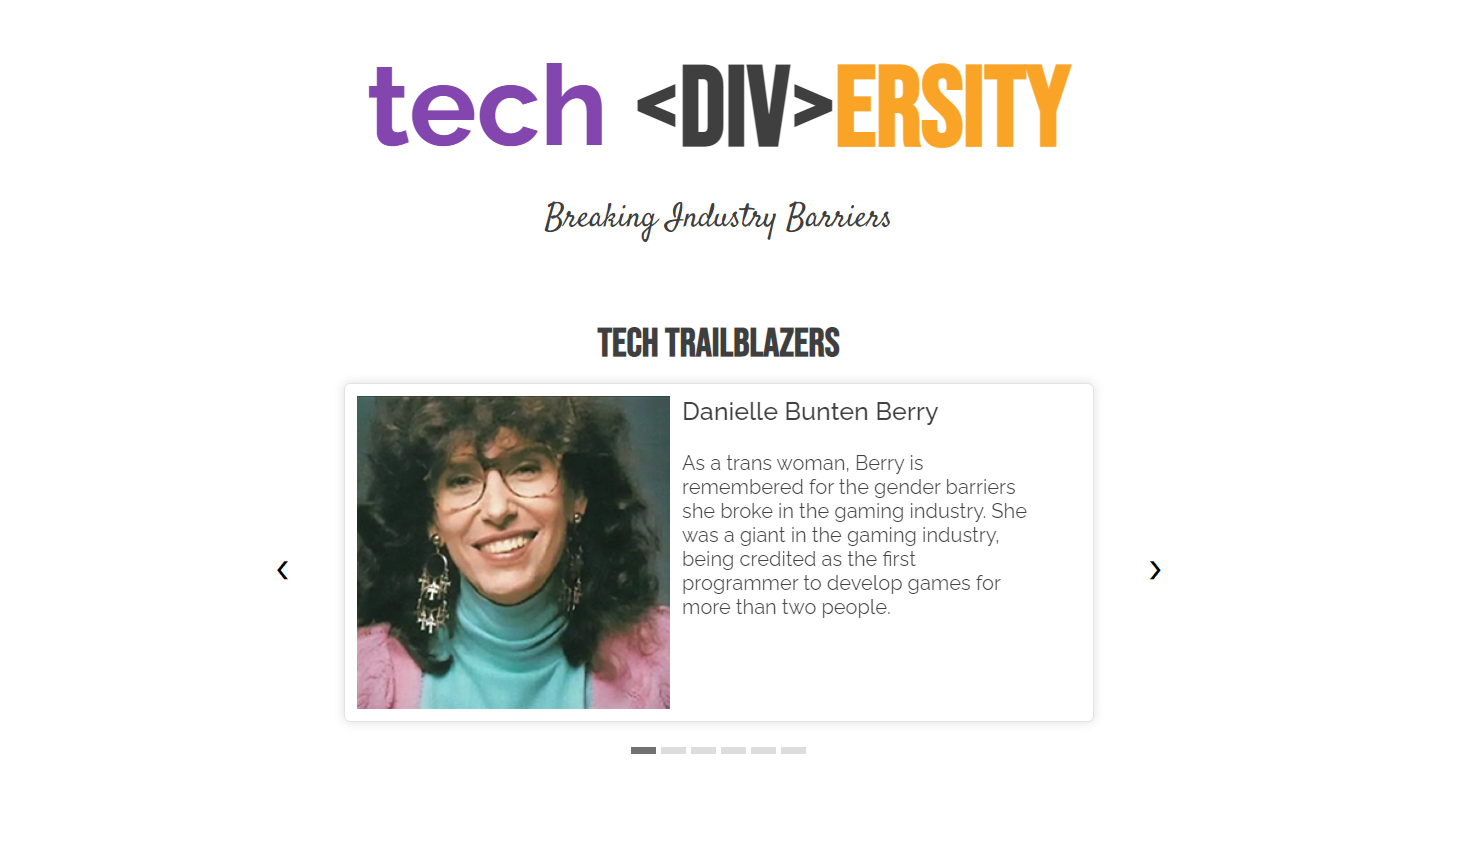 tech <DIV>ERSITY
Breaking Industry Barriers
TECH TRAILBLAZERS
Danielle Bunten Berry
As a trans woman, Berry is
remembered for the gender barriers
she broke in the gaming industry. She
was a giant in the gaming industry,
being credited as the first
programmer to develop games for
more than two people.